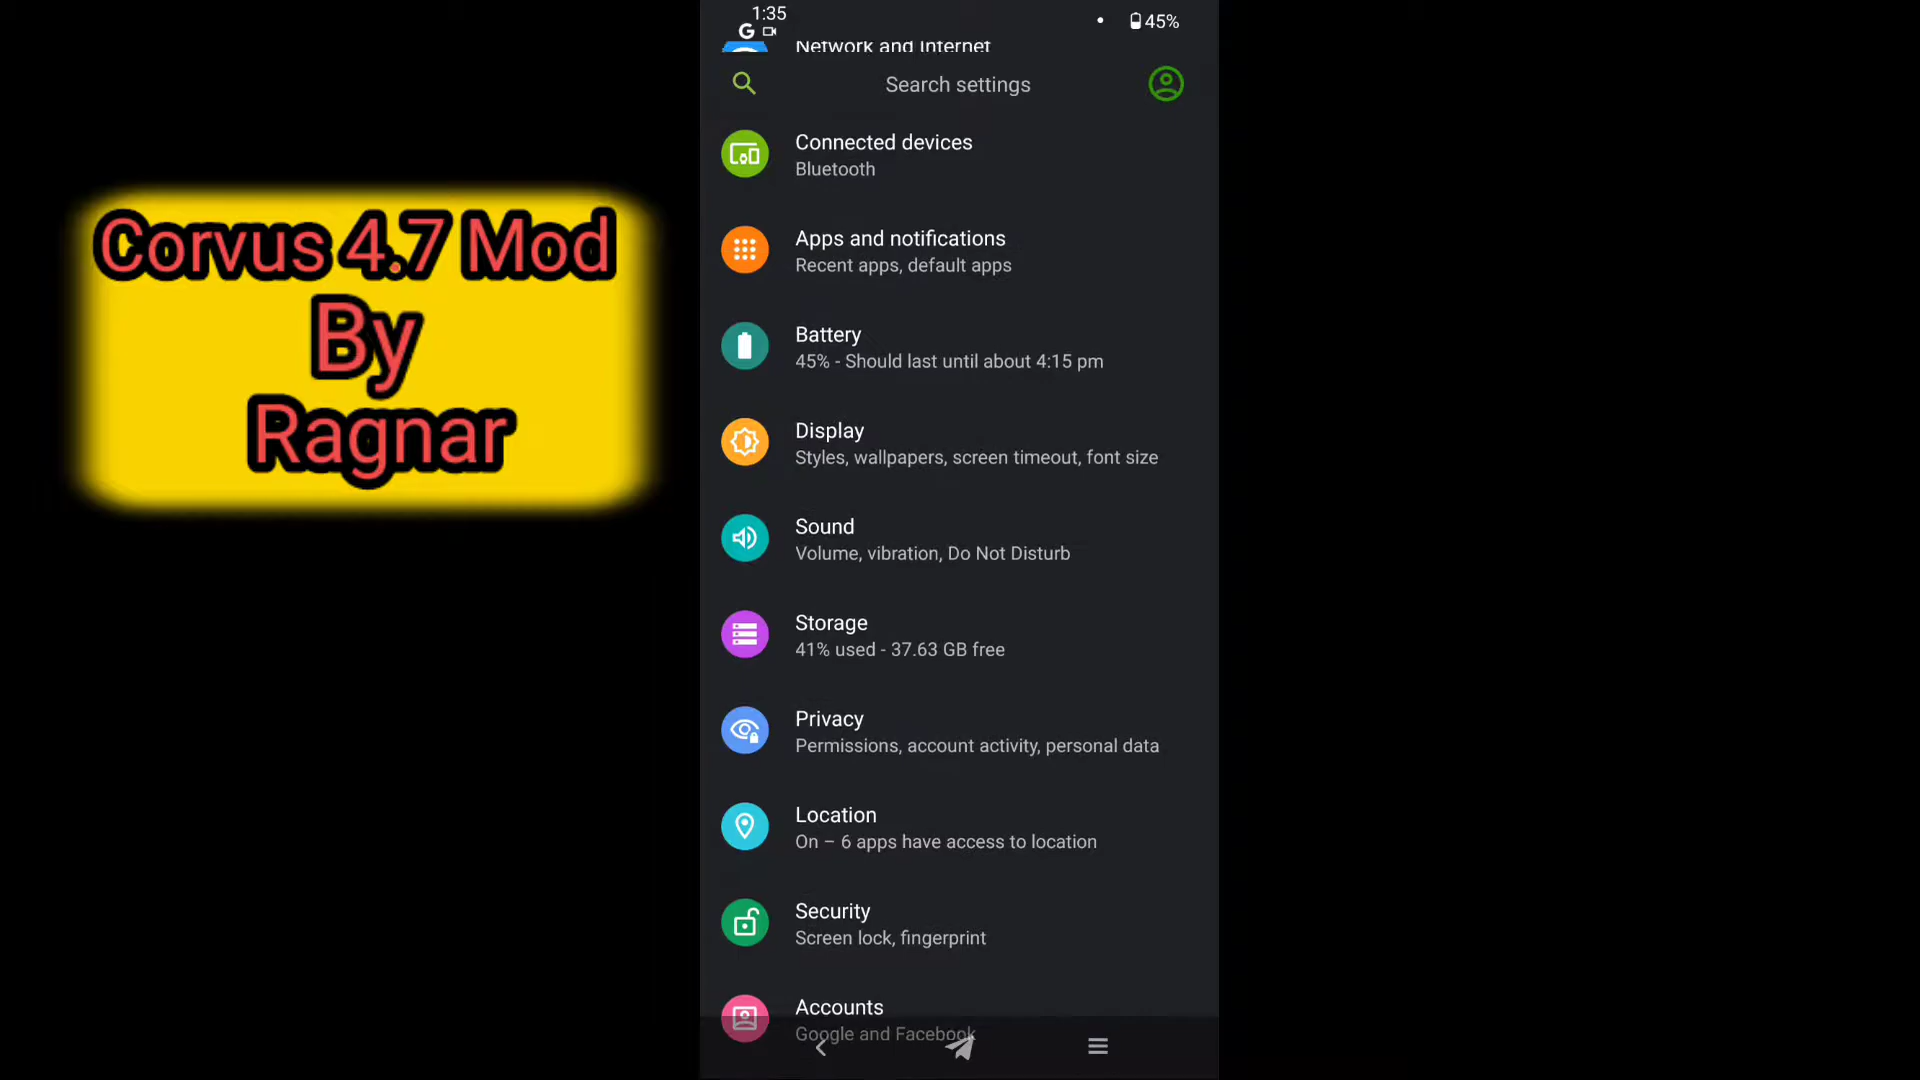 Corvus 4.7 Mod
By
Ragnar
1:35
45%
G
Network and Internet
Search settings
Connected devices
Bluetooth
Apps and notifications
Recent apps, default apps
Battery
45% - Should last until about 4:15 pm
Display
Styles, wallpapers, screen timeout, font size
Sound
Volume, vibration, Do Not Disturb
Storage
41% used - 37.63 GB free
Privacy
Permissions, account activity, personal data
Location
On – 6 apps have access to location
Security
Screen lock, fingerprint
Accounts
Google and Facebook